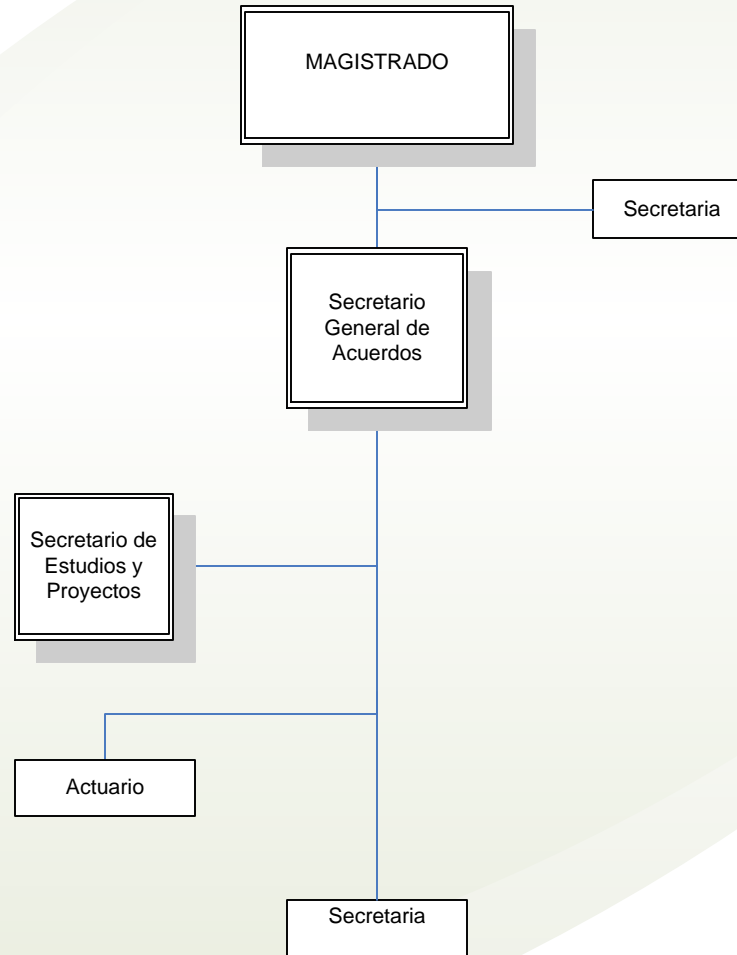 MAGISTRADO
Secretaria
Secretario
General de
Acuerdos
Secretario de
Estudios y
Proyectos
Actuario
Secretaria